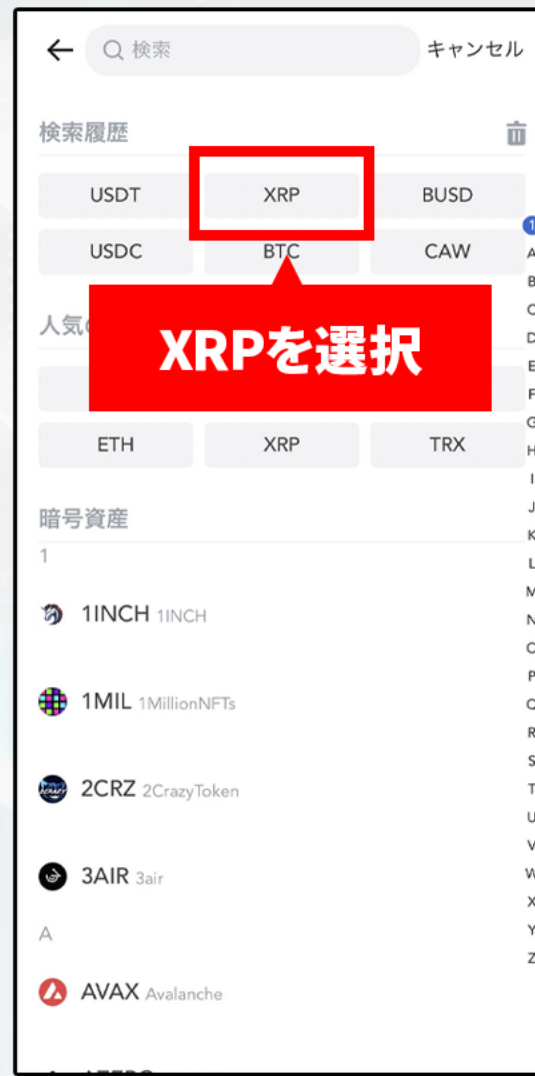 検索
キャンセル
検索履歴
USDT
XRP
BUSD
USDC
BTC
CAW
人気
XRPを選択
ETH
XRP
TRX
暗号資産
1
1INCH 1INCH
1MIL 1MillionNFTs
2CRZ 2CrazyToken
3AIR 3air
A
AVAX Avalanche
1
A
B
C
D
E
F
G
H
I
J
K
L
M
N
O
P
Q
R
S
T
U
V
W
X
Y
Z